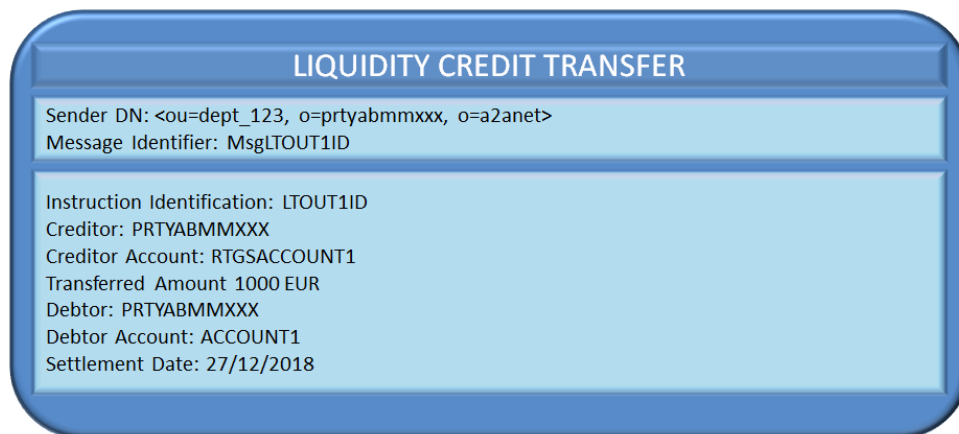 LIQUIDITY CREDIT TRANSFER
Sender DN: <ou=dept_123, o=prtyabmmxxx, o=a2anet>
Message Identifier: MsgLTOUT1ID
Instruction Identification: LTOUT1ID
Creditor: PRTYABMMXXX
Creditor Account: RTGSACCOUNT1
Transferred Amount 1000 EUR
Debtor: PRTYABMMXXX
Debtor Account: ACCOUNT1
Settlement Date: 27/12/2018